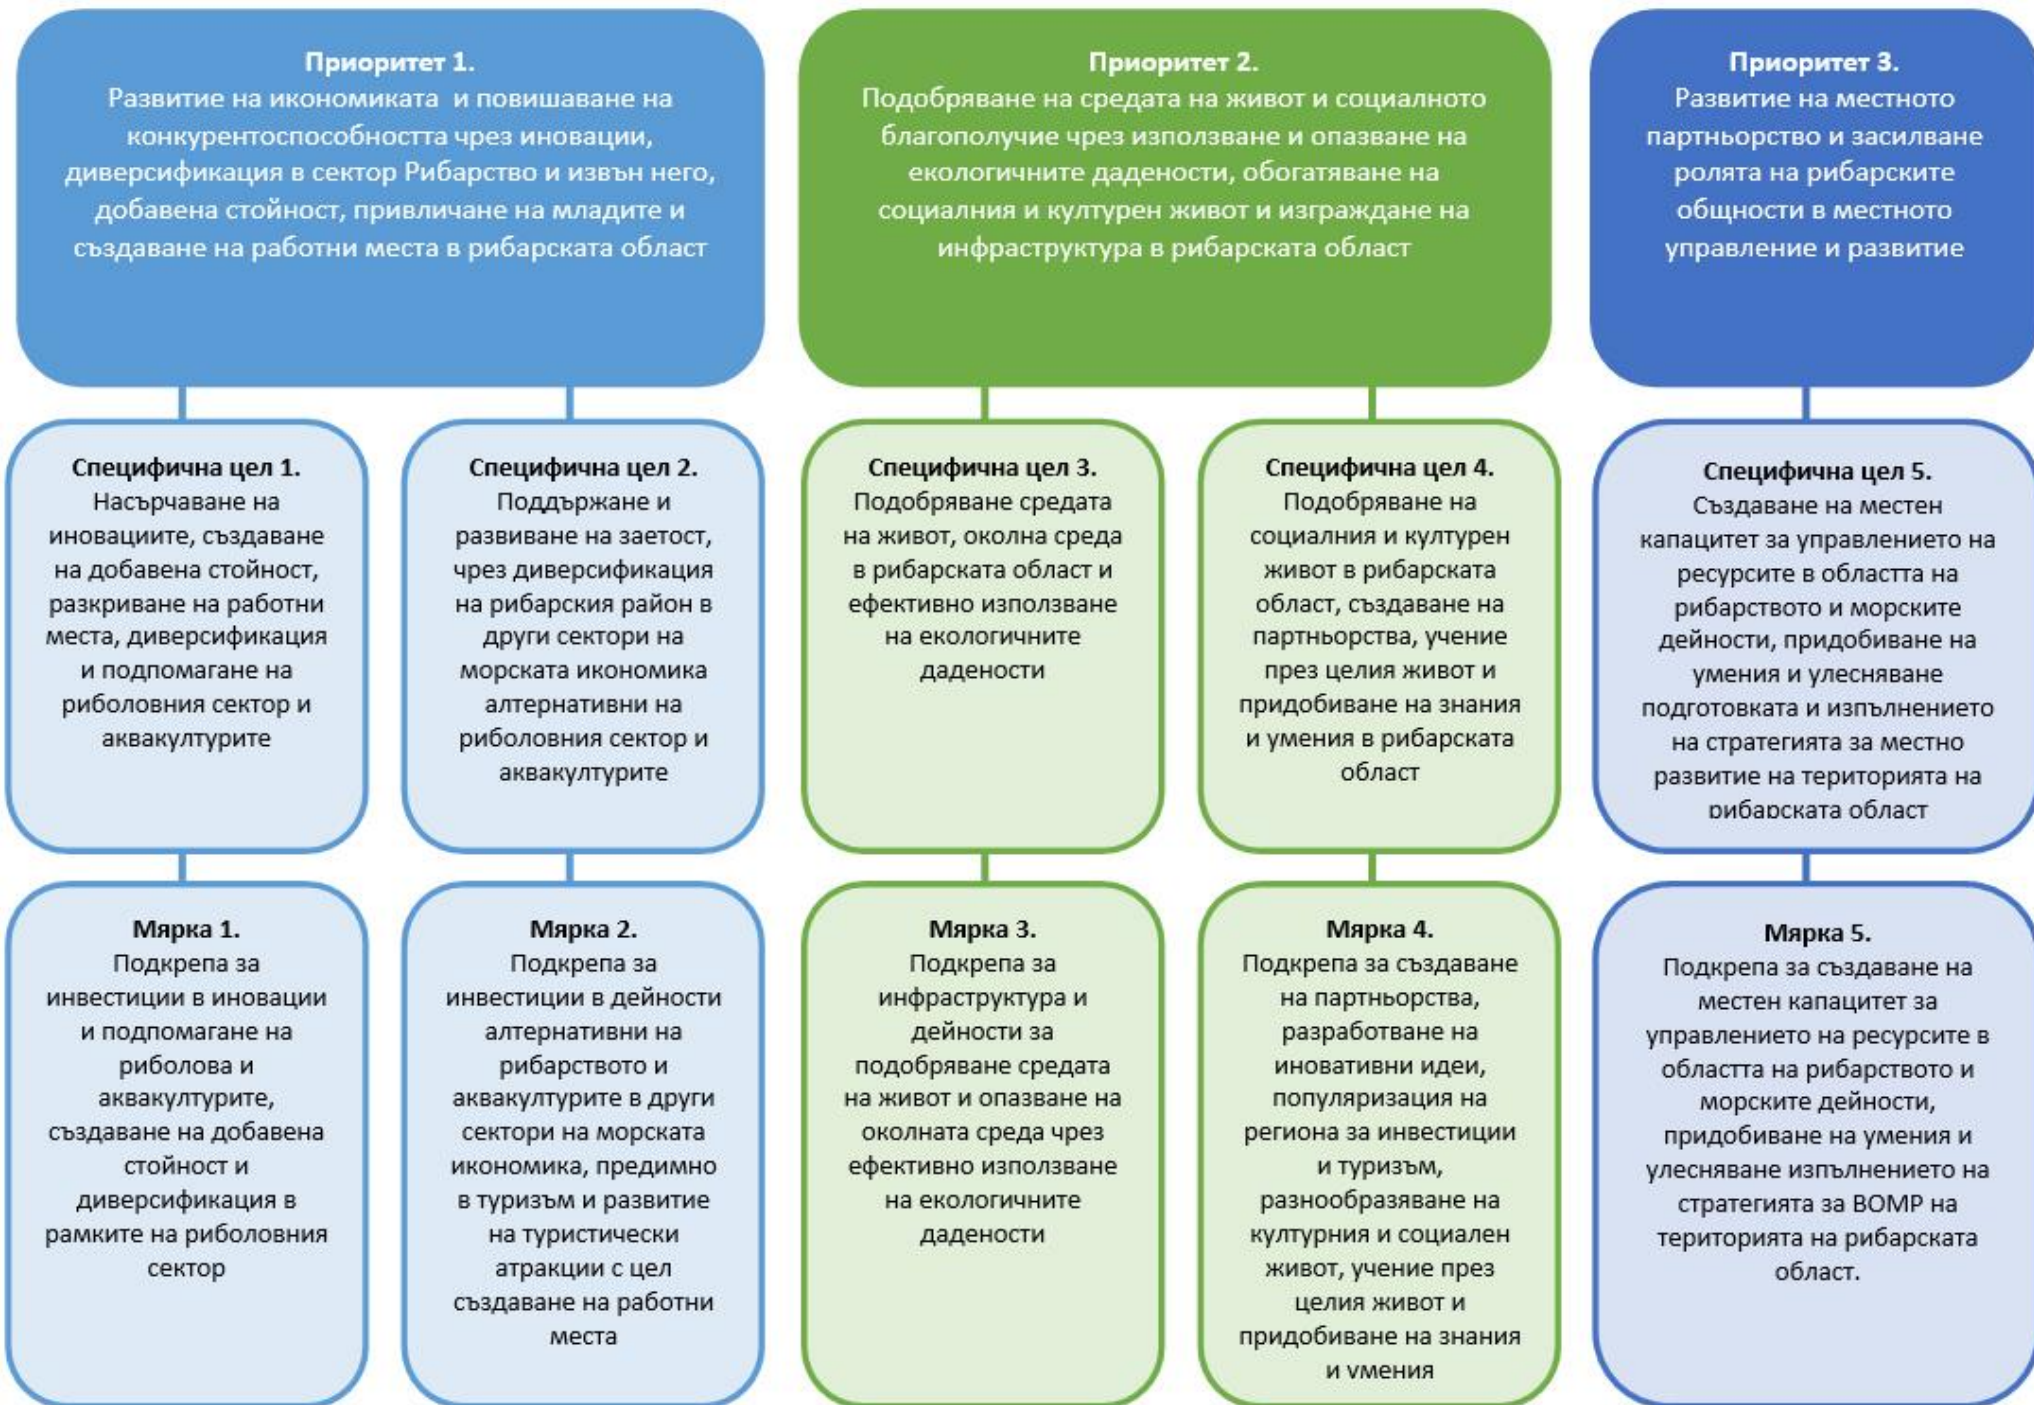 Приоритет 1.
Развитие на икономиката и повишаване на
конкурентоспособността чрез иновации,
диверсификация в сектор Рибарство и извън него,
добавена стойност, привличане на младите и
създаване на работни места в рибарската област
Приоритет 2.
Подобряване на средата на живот и социалното
благополучие чрез използване и опазване на
екологичните дадености, обогатяване на
социалния и културен живот и изграждане на
инфраструктура в рибарската област
Приоритет 3.
Развитие на местното
партньорство и засилване
ролята на рибарските
общности в местното
управление и развитие
Специфична цел 1.
Насърчаване на
иновациите, създаване
на добавена стойност,
разкриване на работни
места, диверсификация
и подпомагане на
риболовния сектор и
аквакултурите
Специфична цел 2.
Поддържане и
развиване на заетост,
чрез диверсификация
на рибарския район в
други сектори на
морската икономика
алтернативни на
риболовния сектор и
аквакултурите
Специфична цел 3.
Подобряване средата
на живот, околна среда
в рибарската област и
ефективно използване
на екологичните
дадености
Специфична цел 4.
Подобряване на
социалния и културен
живот в рибарската
област, създаване на
партньорства, учение
през целия живот и
придобиване на знания
и умения в рибарската
област
Специфична цел 5.
Създаване на местен
капацитет за управлението на
ресурсите в областта на
рибарството и морските
дейности, придобиване на
умения и улесняване
подготовката и изпълнението
на стратегията за местно
развитие на територията на
рибарската област
Мярка 1.
Подкрепа за
инвестиции в иновации
и подпомагане на
риболова и
аквакултурите,
създаване на добавена
стойност и
диверсификация в
рамките на риболовния
сектор
Мярка 2.
Подкрепа за
инвестиции в дейности
алтернативни на
рибарството и
аквакултурите в други
сектори на морската
икономика, предимно
в туризъм и развитие
на туристически
атракции с цел
създаване на работни
места
Мярка 3.
Подкрепа за
инфраструктура и
дейности за
подобряване средата
на живот и опазване на
околната среда чрез
ефективно използване
на екологичните
дадености
Мярка 4.
Подкрепа за създаване
на партньорства,
разработване на
иновативни идеи,
популяризация на
региона за инвестиции
и туризъм,
разнообразяване на
културния и социален
живот, учение през
целия живот и
придобиване на знания
и умения
Мярка 5.
Подкрепа за създаване на
местен капацитет за
управлението на ресурсите в
областта на рибарството и
морските дейности,
придобиване на умения и
улесняване изпълнението на
стратегията за ВОМР на
територията на рибарската
област.